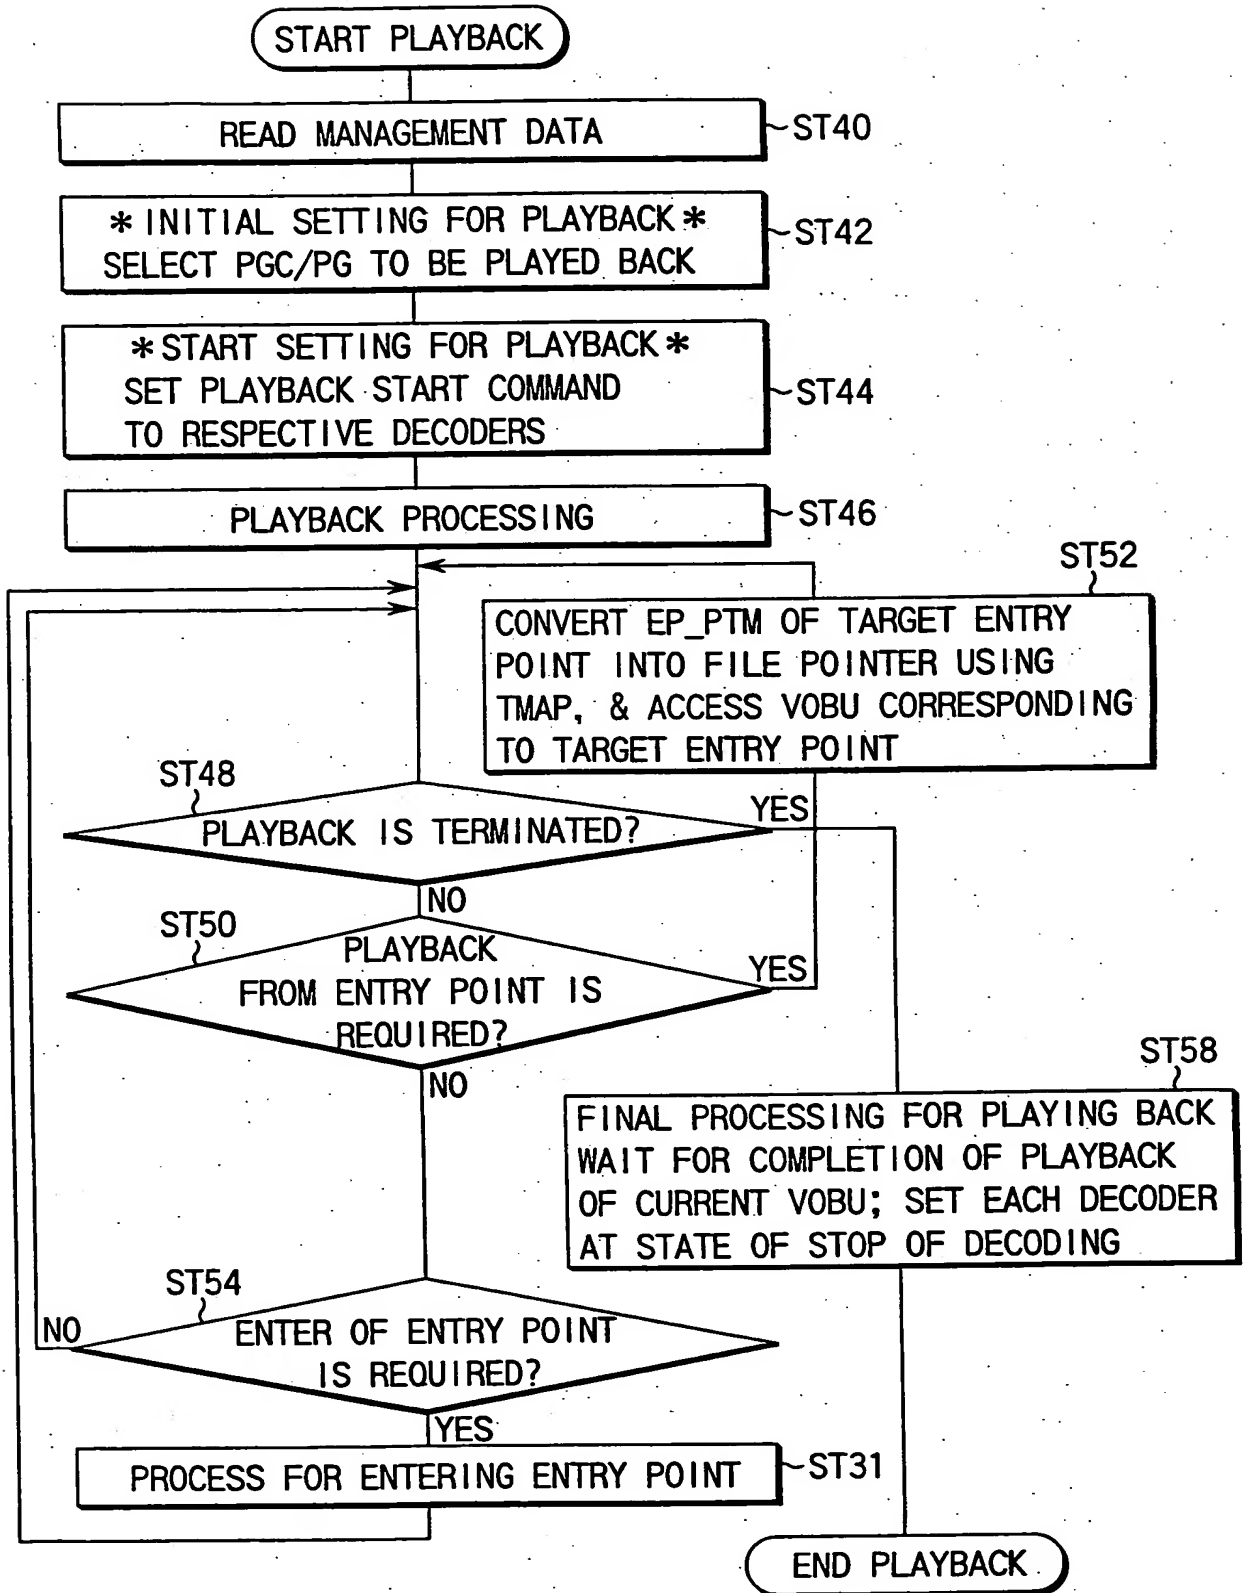 START PLAYBACK
READ MANAGEMENT DATA
ST40
* INITIAL SETTING FOR PLAYBACK *
SELECT PGC/PG TO BE PLAYED BACK
ST42
* START SETTING FOR PLAYBACK *
SET PLAYBACK START COMMAND
TO RESPECTIVE DECODERS
ST44
PLAYBACK PROCESSING
ST46
ST52
CONVERT EP_PTM OF TARGET ENTRY
POINT INTO FILE POINTER USING
TMAP, & ACCESS VOBU CORRESPONDING
TO TARGET ENTRY POINT
ST48
PLAYBACK IS TERMINATED?
YES
NO
ST50
PLAYBACK
FROM ENTRY POINT IS
REQUIRED?
YES
NO
ST58
FINAL PROCESSING FOR PLAYING BACK
WAIT FOR COMPLETION OF PLAYBACK
OF CURRENT VOBU; SET EACH DECODER
AT STATE OF STOP OF DECODING
ST54
NO
ENTER OF ENTRY POINT
IS REQUIRED?
YES
PROCESS FOR ENTERING ENTRY POINT
ST31
END PLAYBACK